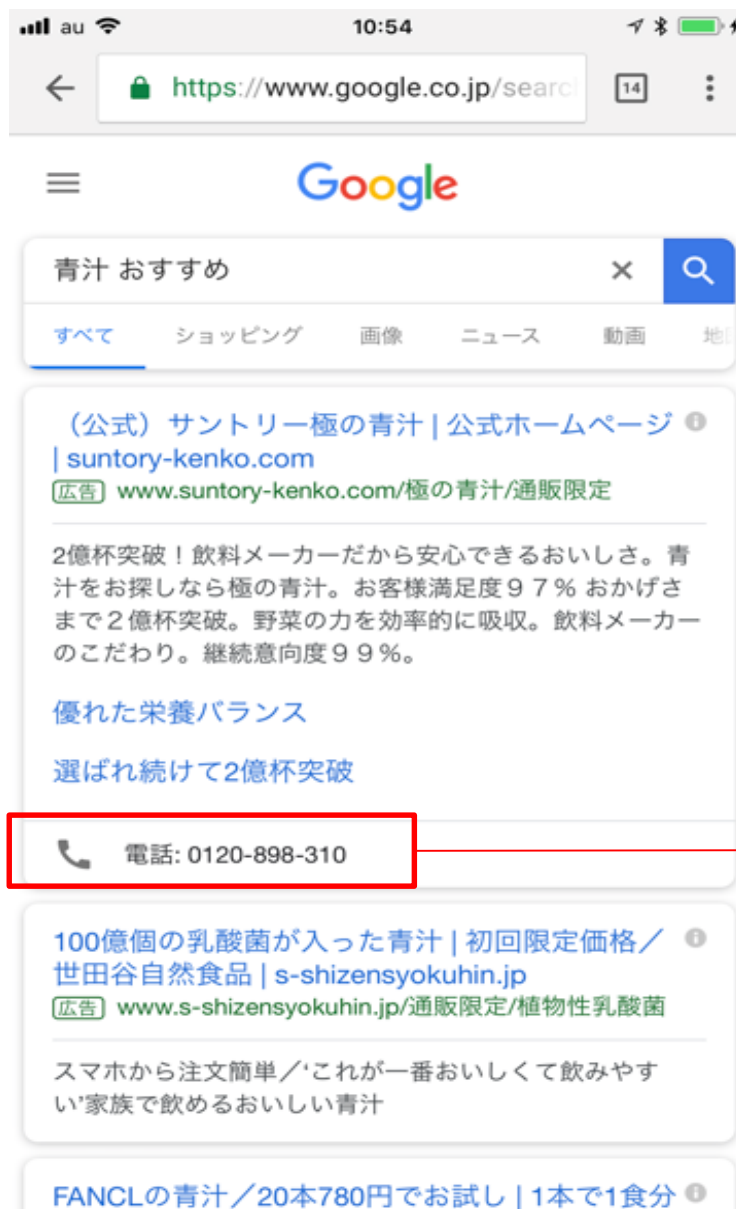 au 10:54
https://www.google.co.jp/searc
14
Google
青汁 おすすめ
すべて ショッピング 画像 ニュース 動画 地
（公式）サントリー極の青汁 | 公式ホームページ
| suntory-kenko.com
広告 www.suntory-kenko.com/極の青汁/通販限定
2億杯突破！飲料メーカーだから安心できるおいしさ。青
汁をお探しなら極の青汁。お客様満足度９７% おかげさ
まで２億杯突破。野菜の力を効率的に吸収。飲料メーカー
のこだわり。継続意向度９９%。
優れた栄養バランス
選ばれ続けて2億杯突破
電話: 0120-898-310
100億個の乳酸菌が入った青汁 | 初回限定価格／
世田谷自然食品 | s-shizensyokuhin.jp
広告 www.s-shizensyokuhin.jp/通販限定/植物性乳酸菌
スマホから注文簡単／‘これが一番おいしくて飲みやす
い’家族で飲めるおいしい青汁
FANCLの青汁／20本780円でお試し | 1本で1食分